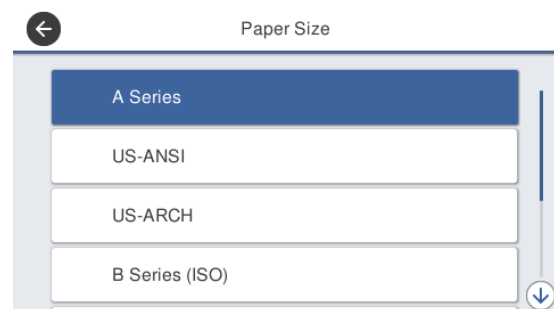 Paper Size
A Series
US-ANSI
US-ARCH
B Series (ISO)